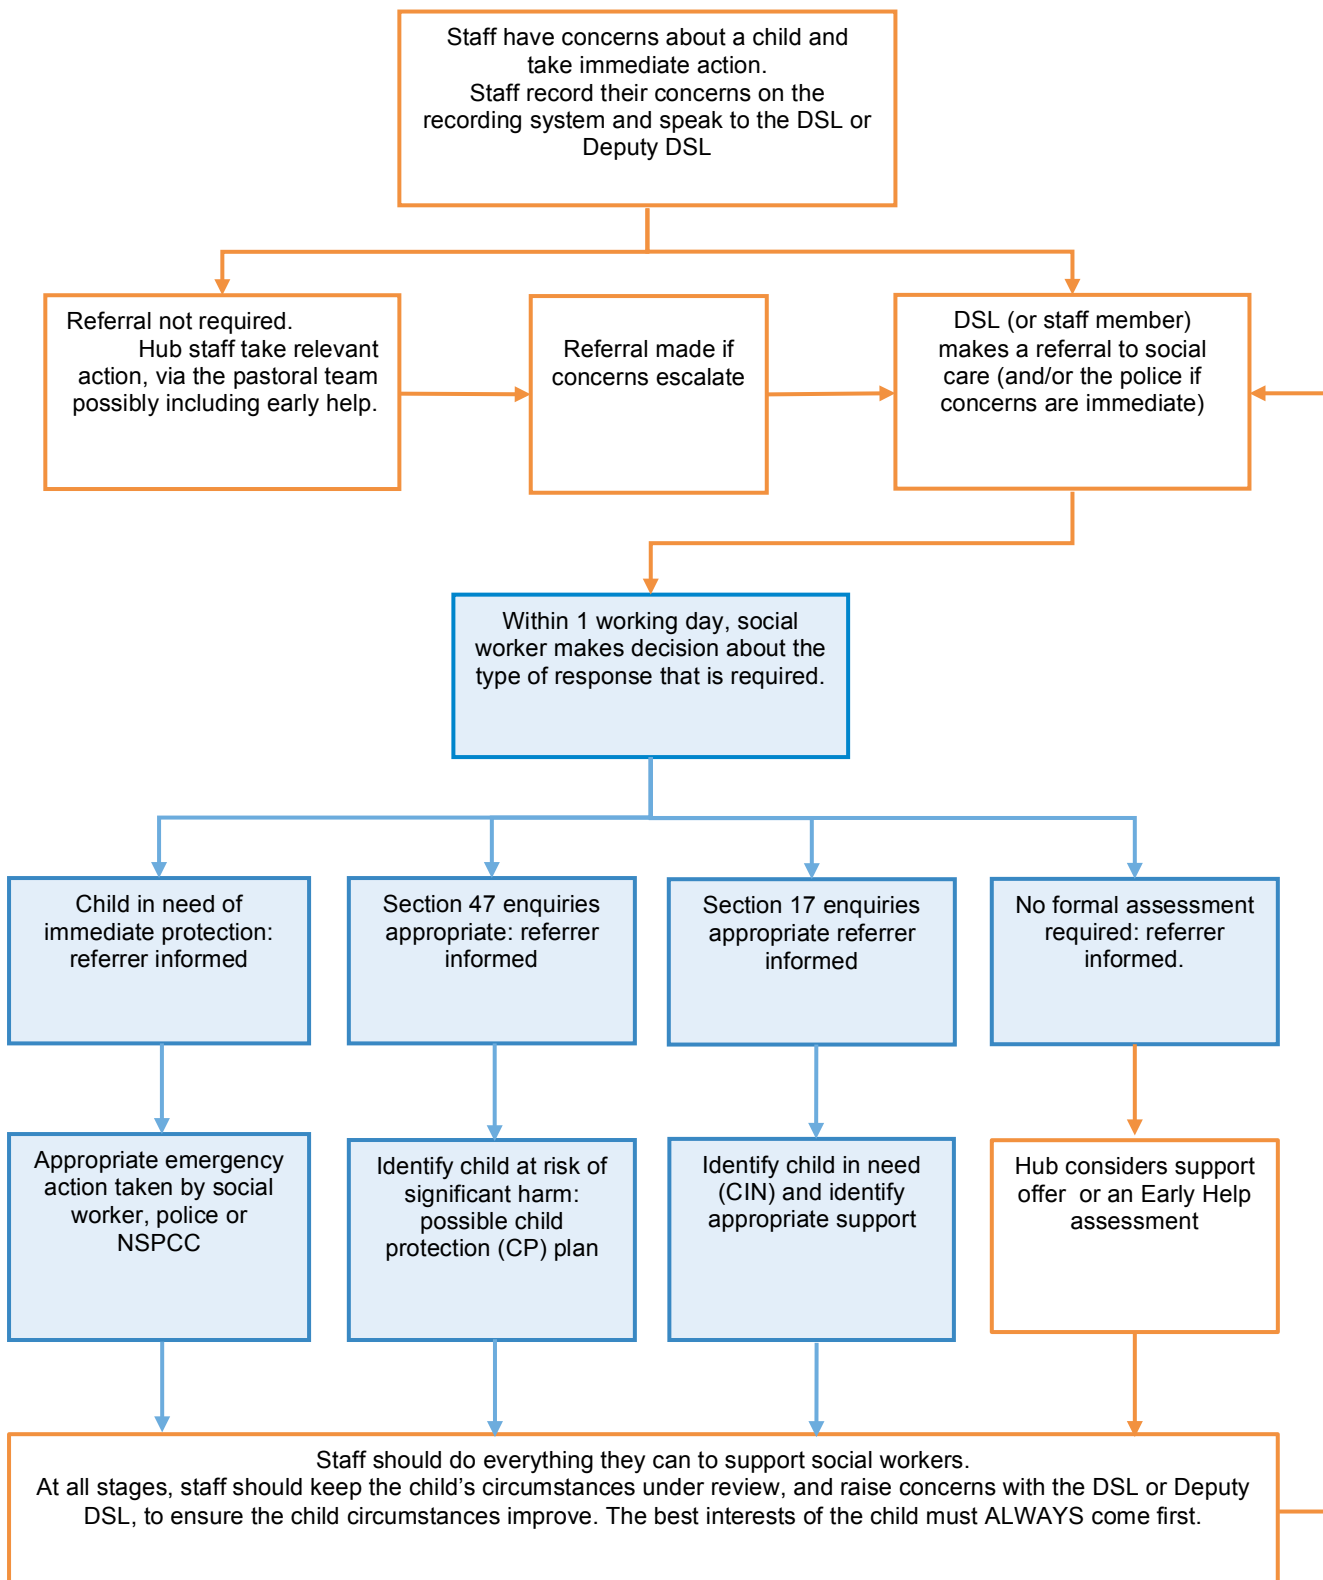 Staff have concerns about a child and
take immediate action.
Staff record their concerns on the
recording system and speak to the DSL or
Deputy DSL
Referral not required.
Hub staff take relevant
action, via the pastoral team
possibly including early help.
Referral made if
concerns escalate
DSL (or staff member)
makes a referral to social
care (and/or the police if
concerns are immediate)
Within 1 working day, social
worker makes decision about the
type of response that is required.
Child in need of
immediate protection:
referrer informed
Section 47 enquiries
appropriate: referrer
informed
Section 17 enquiries
appropriate referrer
informed
No formal assessment
required: referrer
informed.
Appropriate emergency
action taken by social
worker, police or
NSPCC
Identify child at risk of
significant harm:
possible child
protection (CP) plan
Identify child in need
(CIN) and identify
appropriate support
Hub considers support
offer or an Early Help
assessment
Staff should do everything they can to support social workers.
At all stages, staff should keep the child’s circumstances under review, and raise concerns with the DSL or Deputy
DSL, to ensure the child circumstances improve. The best interests of the child must ALWAYS come first.